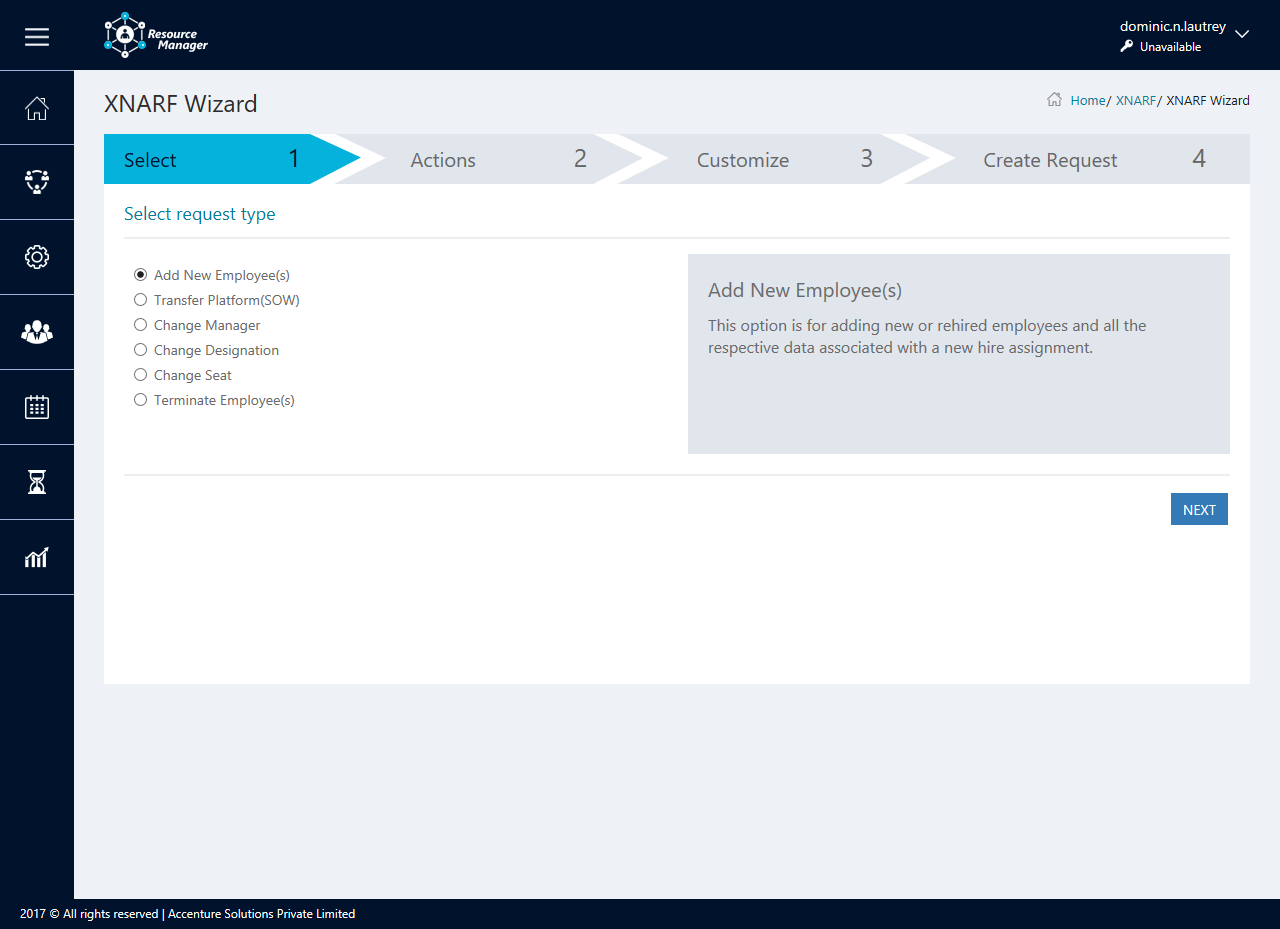 Resource
Manager
dominic.n.lautrey
Unavailable
XNARF Wizard
Home/ XNARF/ XNARF Wizard
Select 1 Actions 2 Customize 3 Create Request 4
Select request type
Add New Employee(s)
Transfer Platform(SOW)
Change Manager
Change Designation
Change Seat
Terminate Employee(s)
Add New Employee(s)
This option is for adding new or rehired employees and all the
respective data associated with a new hire assignment.
NEXT
2017 © All rights reserved | Accenture Solutions Private Limited